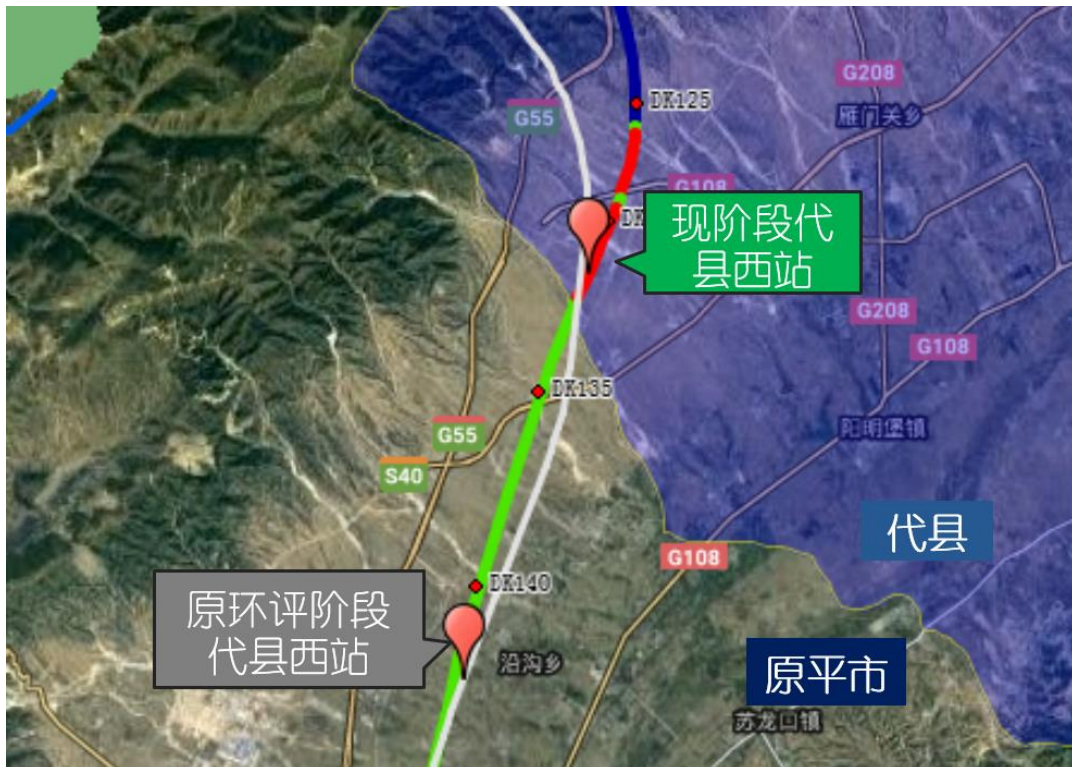 G208
DK125
G55
雁门关乡
G108
现阶段代
县西站
DK
G208
G108
DK135
G55
阳明堡镇
S40
代县
G108
DK140
原环评阶段
代县西站
沿沟乡
原平市
苏龙口镇